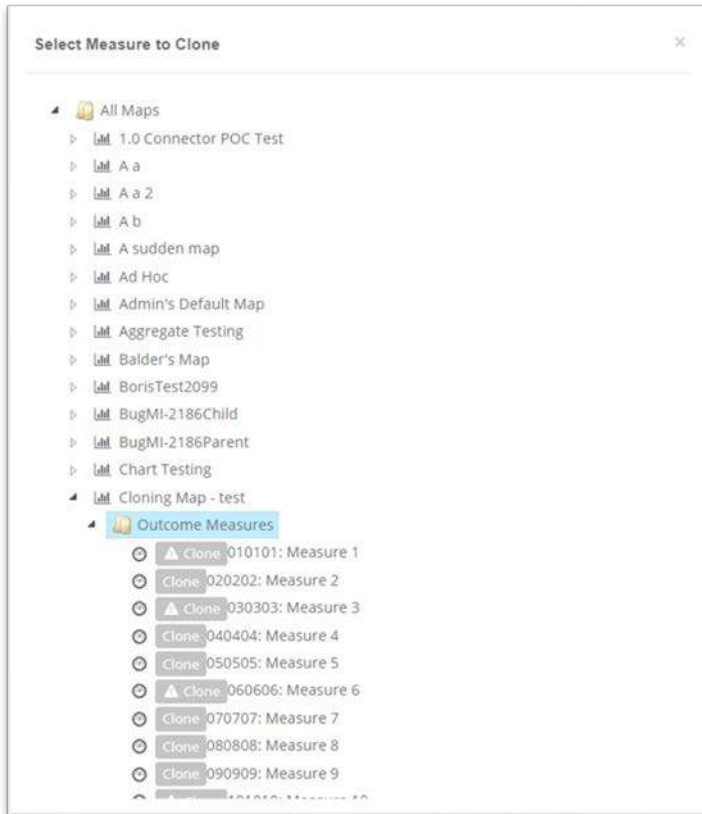 Select Measure to Clone
All Maps
1.0 Connector POC Test
A a
A a 2
A b
A sudden map
Ad Hoc
Admin's Default Map
Aggregate Testing
Balder's Map
BorisTest2099
BugMI-2186Child
BugMI-2186Parent
Chart Testing
Cloning Map - test
Outcome Measures
Clone 010101: Measure 1
Clone 020202: Measure 2
Clone 030303: Measure 3
Clone 040404: Measure 4
Clone 050505: Measure 5
Clone 060606: Measure 6
Clone 070707: Measure 7
Clone 080808: Measure 8
Clone 090909: Measure 9